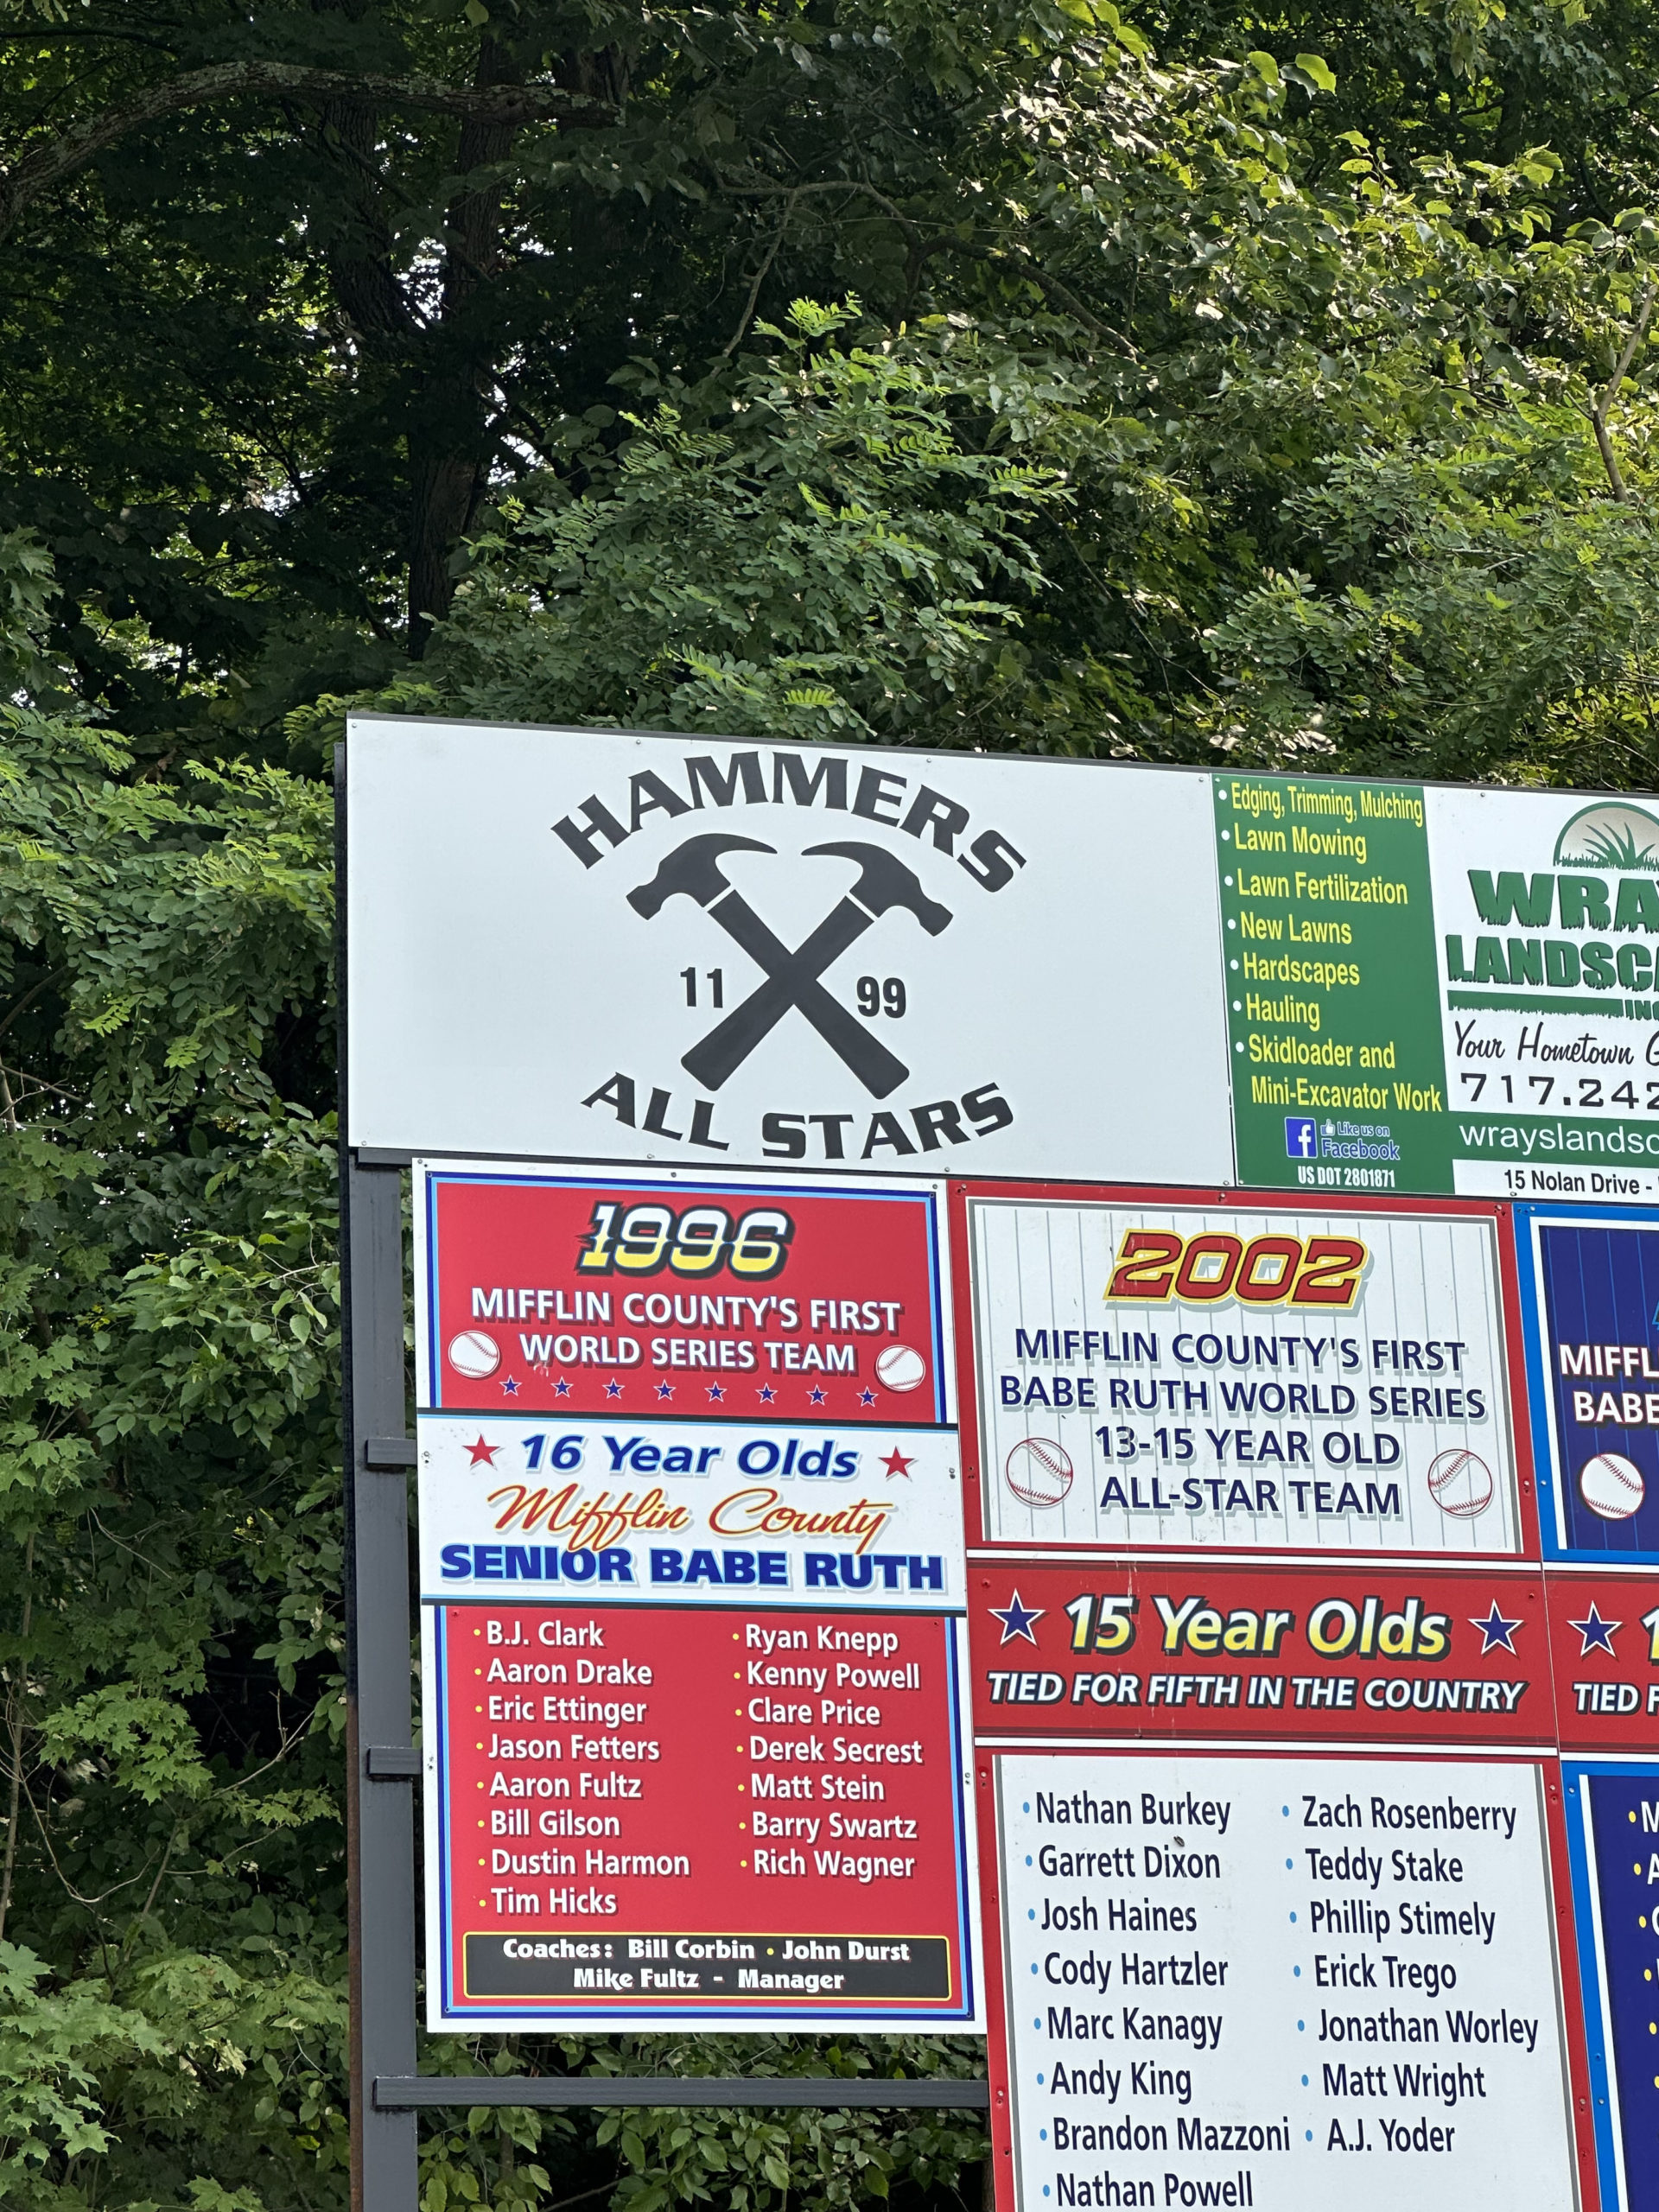 HAMMERS
11 99
ALL STARS
• Edging, Trimming, Mulching
• Lawn Mowing
• Lawn Fertilization
• New Lawns
• Hardscapes
• Hauling
• Skidloader and
Mini-Excavator Work
f Like us on
Facebook
US DOT 2801871
Your Hometown
717.242
15 Nolan Drive -
1996
MIFFLIN COUNTY'S FIRST
WORLD SERIES TEAM
16 Year Olds
Mifflin County
SENIOR BABE RUTH
• B.J. Clark
• Aaron Drake
• Eric Ettinger
• Jason Fetters
• Aaron Fultz
• Bill Gilson
• Dustin Harmon
• Tim Hicks
• Ryan Knepp
• Kenny Powell
• Clare Price
• Derek Secrest
• Matt Stein
• Barry Swartz
• Rich Wagner
Coaches: Bill Corbin • John Durst
Mike Fultz - Manager
2002
MIFFLIN COUNTY'S FIRST
BABE RUTH WORLD SERIES
13-15 YEAR OLD
ALL-STAR TEAM
15 Year Olds
TIED FOR FIFTH IN THE COUNTRY
• Nathan Burkey
• Garrett Dixon
• Josh Haines
• Cody Hartzler
• Marc Kanagy
• Andy King
• Brandon Mazzoni
• Nathan Powell
• Zach Rosenberry
• Teddy Stake
• Phillip Stimely
• Erick Trego
• Jonathan Worley
• Matt Wright
• A.J. Yoder
BABE
TIED